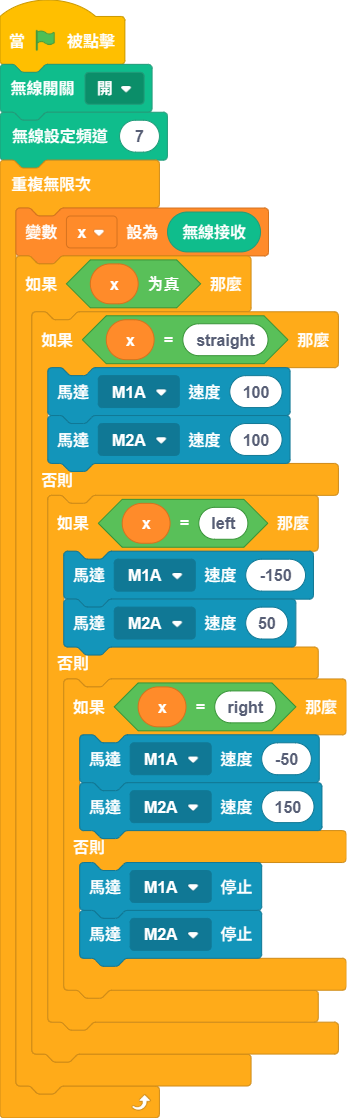 當 被點擊
無線開關 開
無線設定頻道 7
重複無限次
變數 x 設為 無線接收
如果 x 为真 那麼
如果 x = straight 那麼
馬達 M1A 速度 100
馬達 M2A 速度 100
否則
如果 x = left 那麼
馬達 M1A 速度 -150
馬達 M2A 速度 50
否則
如果 x = right 那麼
馬達 M1A 速度 -50
馬達 M2A 速度 150
否則
馬達 M1A 停止
馬達 M2A 停止